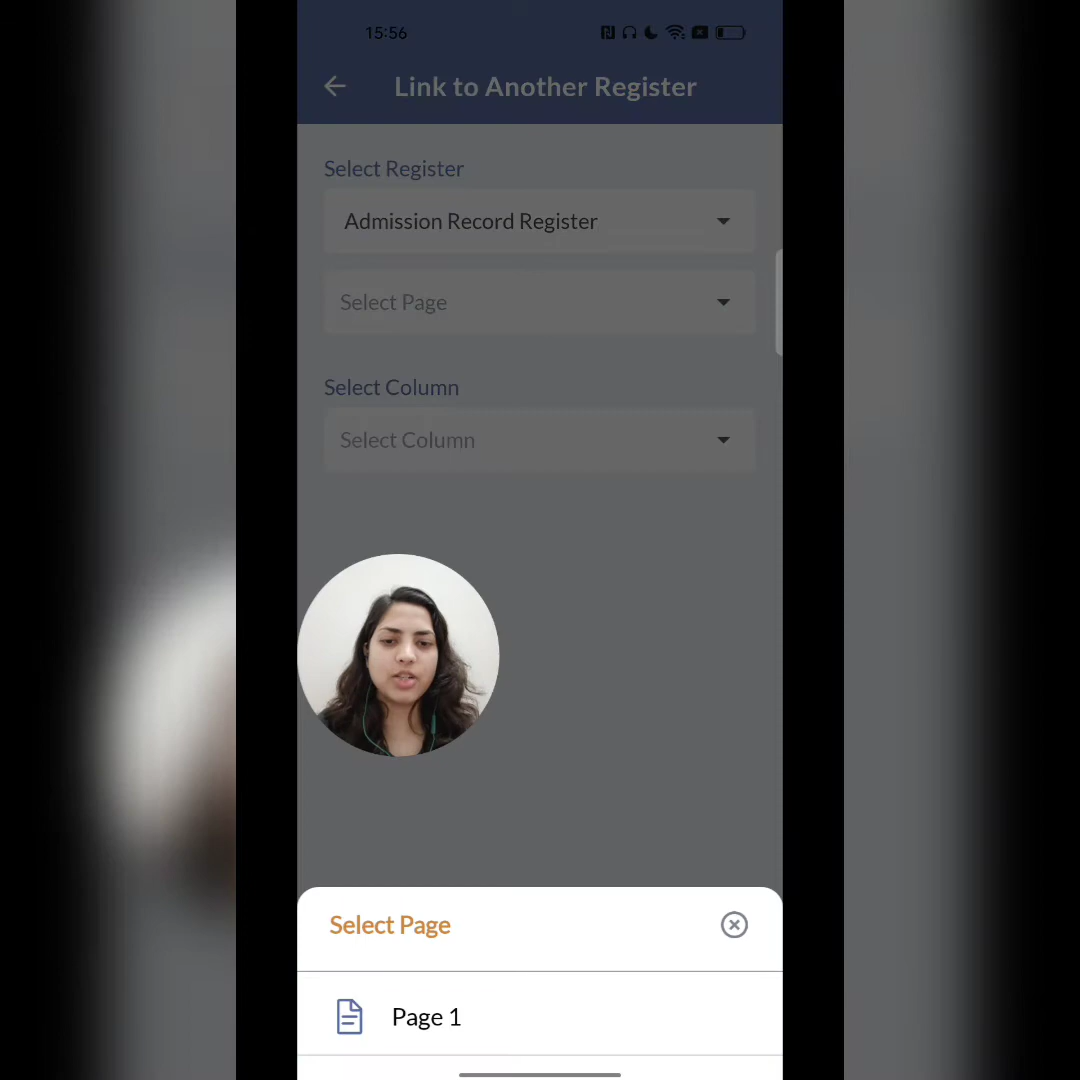 15:56
Link to Another Register
Select Register
Admission Record Register
Select Page
Select Column
Select Column
Select Page
Page 1